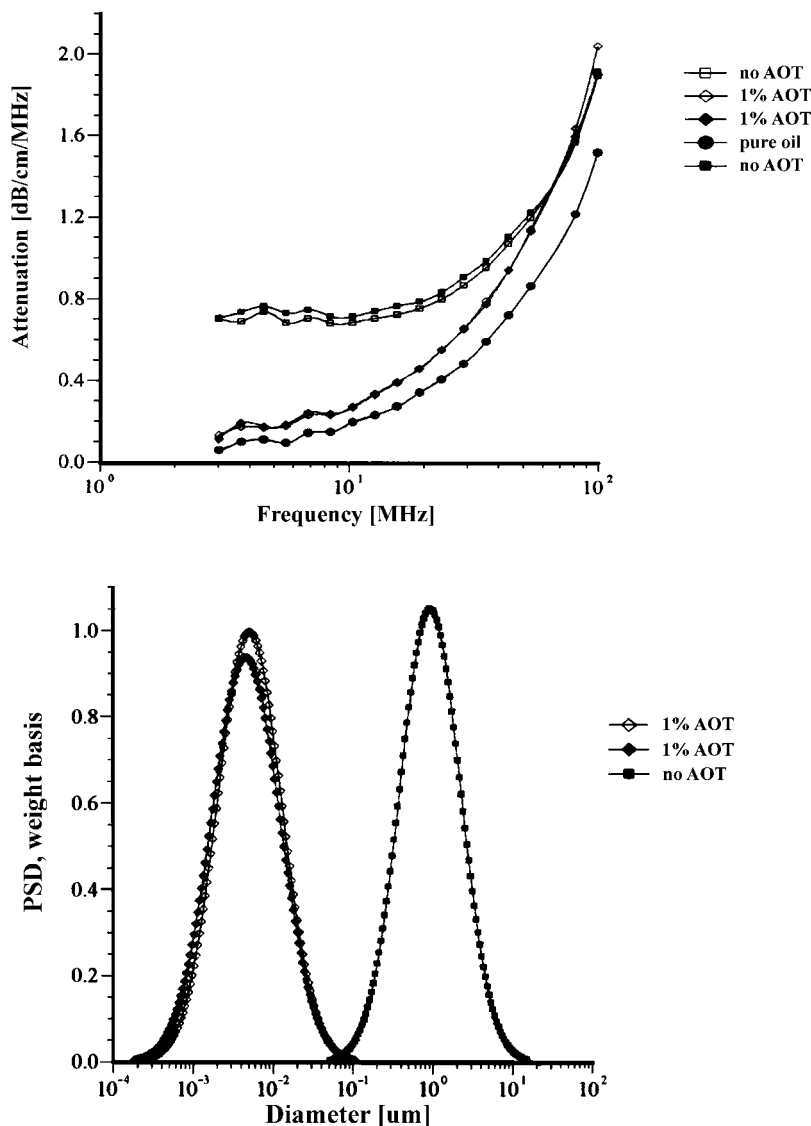 2.0
1.6
1.2
0.8
0.4
0.0
Attenuation [dB/cm/MHz]
10^0
10^1
10^2
Frequency [MHz]
no AOT
1% AOT
1% AOT
pure oil
no AOT
1.0
0.8
0.6
0.4
0.2
0.0
PSD, weight basis
10^-4
10^-3
10^-2
10^-1
10^0
10^1
10^2
Diameter [um]
1% AOT
1% AOT
no AOT